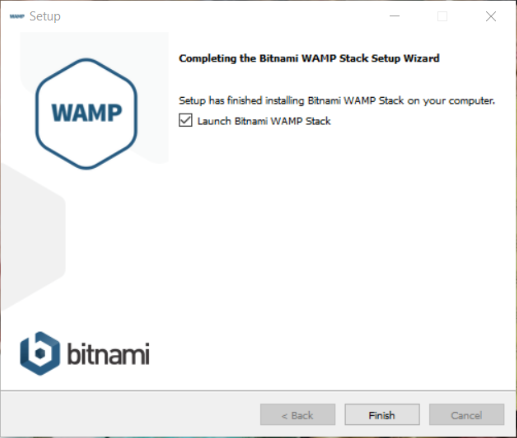 Setup
Completing the Bitnami WAMP Stack Setup Wizard
WAMP
Setup has finished installing Bitnami WAMP Stack on your computer.
Launch Bitnami WAMP Stack
bitnami
< Back
Finish
Cancel